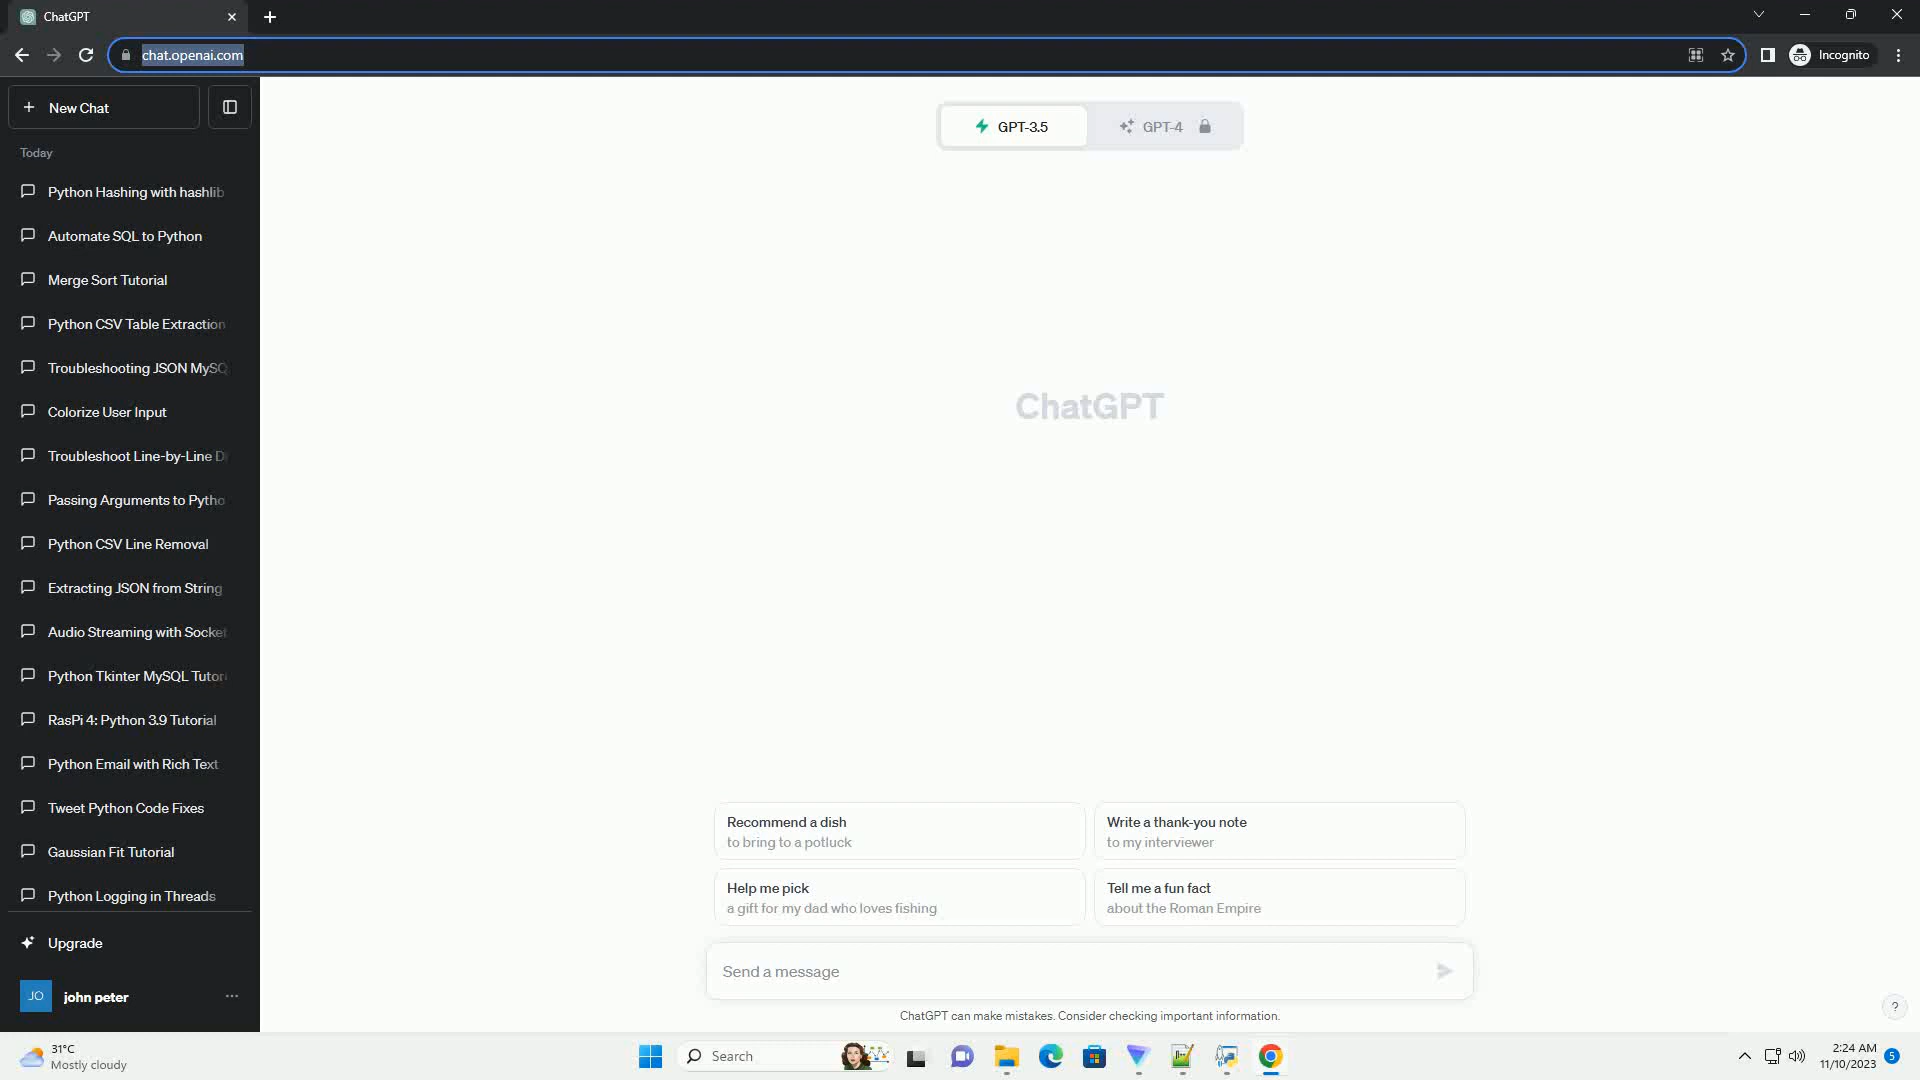 ChatGPT
chat.openai.com
Incognito
New Chat
GPT-3.5
GPT-4
Today
Python Hashing with hashlib
Automate SQL to Python
Merge Sort Tutorial
Python CSV Table Extraction
Troubleshooting JSON MySQ
Colorize User Input
Troubleshoot Line-by-Line D
Passing Arguments to Pytho
Python CSV Line Removal
Extracting JSON from String
Audio Streaming with Socket
Python Tkinter MySQL Tutori
RasPi 4: Python 3.9 Tutorial
Python Email with Rich Text
Tweet Python Code Fixes
Gaussian Fit Tutorial
Python Logging in Threads
Upgrade
JO
john peter
ChatGPT
Recommend a dish
to bring to a potluck
Write a thank-you note
to my interviewer
Help me pick
a gift for my dad who loves fishing
Tell me a fun fact
about the Roman Empire
Send a message
ChatGPT can make mistakes. Consider checking important information.
?
31°C
Mostly cloudy
Search
2:24 AM
11/10/2023
5